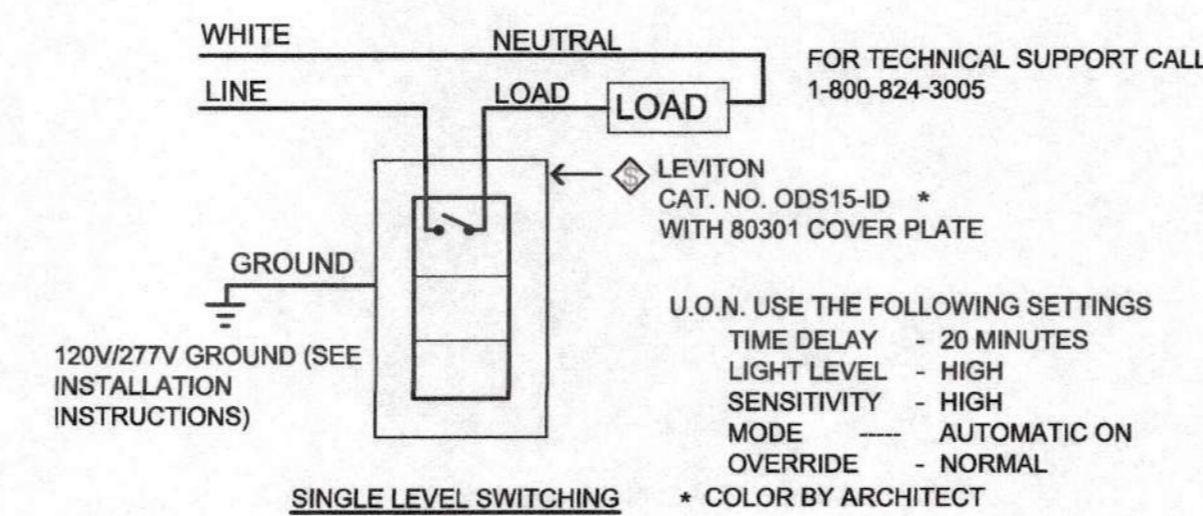 WHITE
NEUTRAL
FOR TECHNICAL SUPPORT CALL
1-800-824-3005
LINE
LOAD
LOAD
$ LEVITON
CAT. NO. ODS15-ID *
WITH 80301 COVER PLATE
GROUND
120V/277V GROUND (SEE
INSTALLATION
INSTRUCTIONS)
U.O.N. USE THE FOLLOWING SETTINGS
TIME DELAY - 20 MINUTES
LIGHT LEVEL - HIGH
SENSITIVITY - HIGH
MODE ----- AUTOMATIC ON
OVERRIDE - NORMAL
SINGLE LEVEL SWITCHING
* COLOR BY ARCHITECT